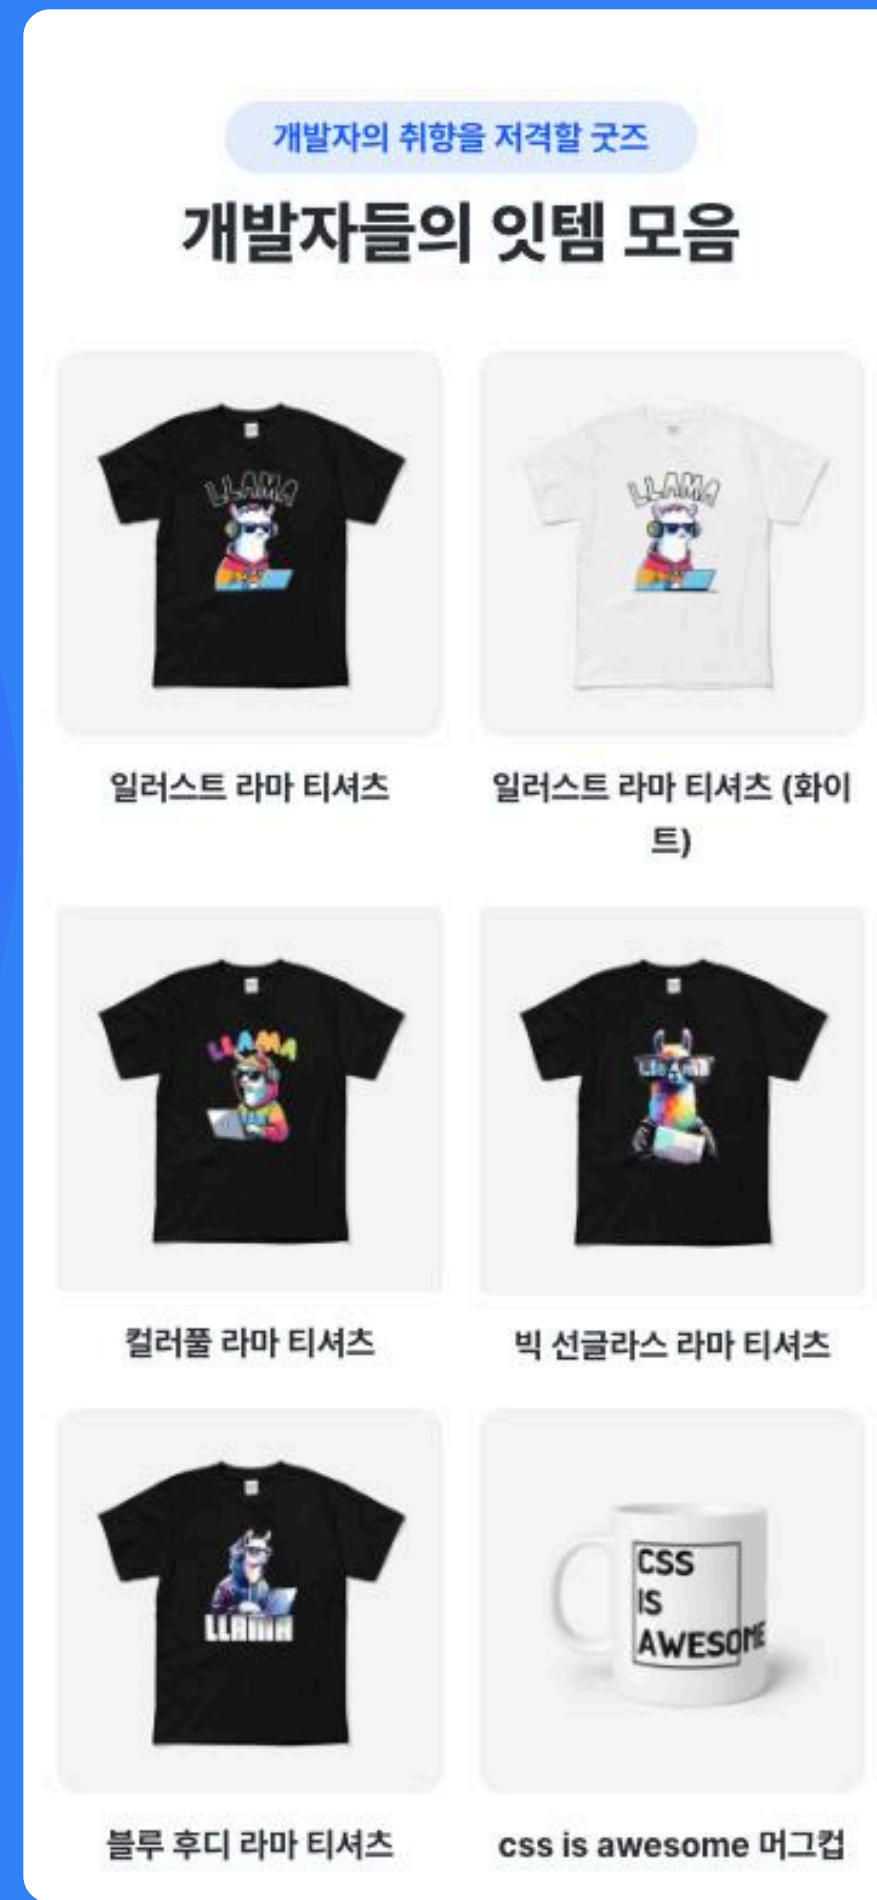 개발자의 취향을 저격할 굿즈
개발자들의 잇템 모음
LLAMA
LLAMA
일러스트 라마 티셔츠
일러스트 라마 티셔츠 (화이
트)
LLAMA
컬러풀 라마 티셔츠
빅 선글라스 라마 티셔츠
LLAMA
CSS
IS
AWESOME
블루 후디 라마 티셔츠
css is awesome 머그컵